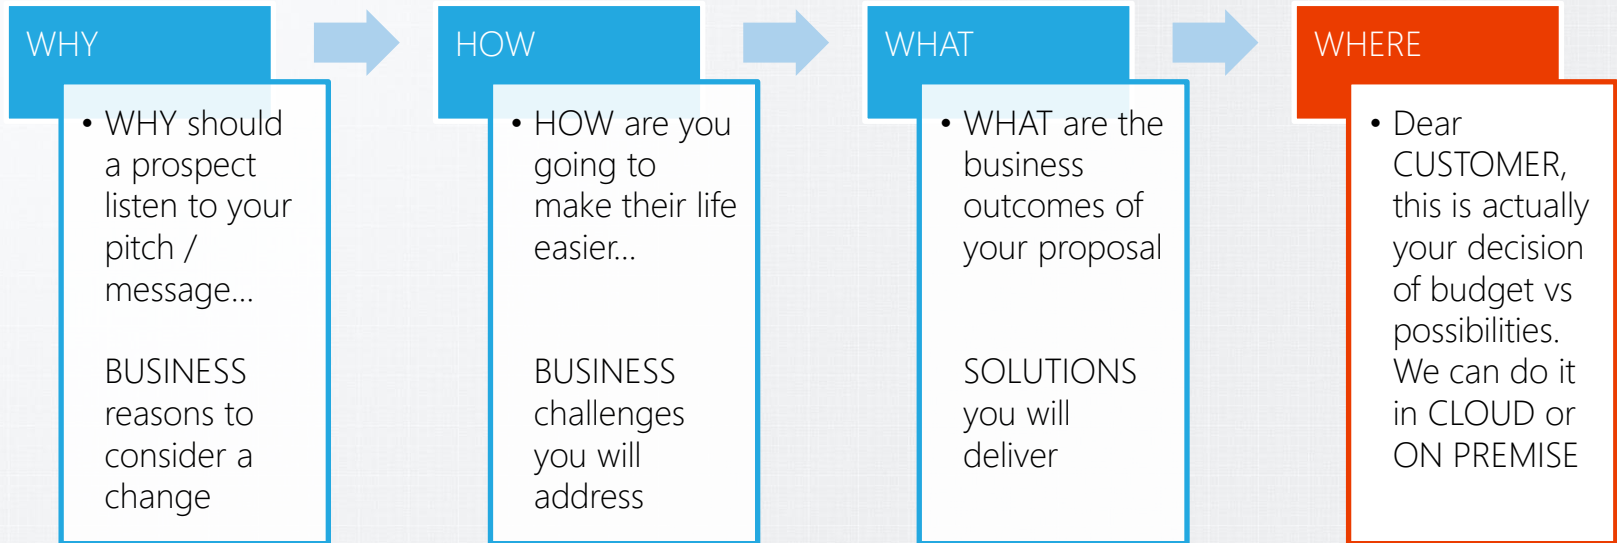 WHY
• WHY should
a prospect
listen to your
pitch /
message...
BUSINESS
reasons to
consider a
change
HOW
• HOW are you
going to
make their life
easier...
BUSINESS
challenges
you will
address
WHAT
• WHAT are the
business
outcomes of
your proposal
SOLUTIONS
you will
deliver
WHERE
• Dear
CUSTOMER,
this is actually
your decision
of budget vs
possibilities.
We can do it
in CLOUD or
ON PREMISE